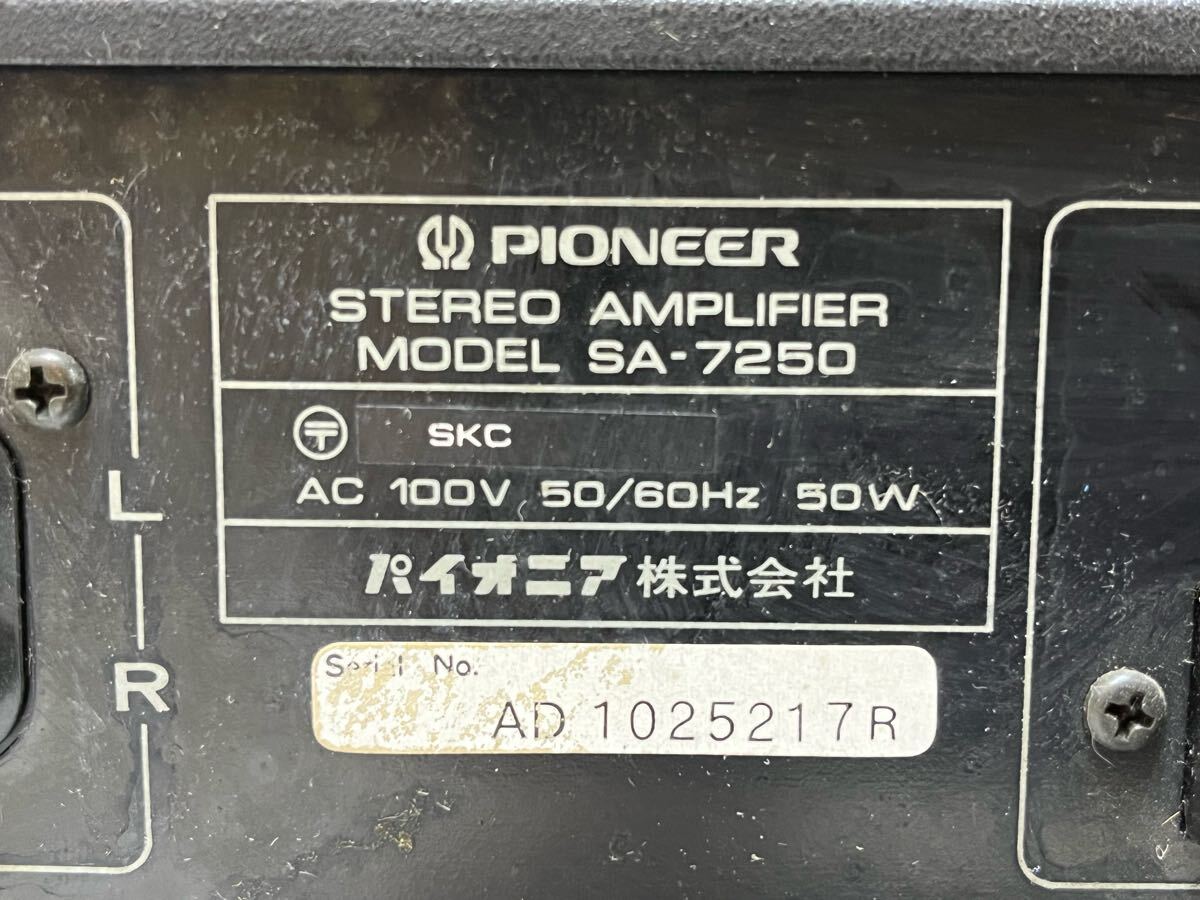 PIONEER
STEREO AMPLIFIER
MODEL SA-7250
SKC
AC 100V 50/60Hz 50W
パイオニア株式会社
Serial No.
AD 1025217R
L
R